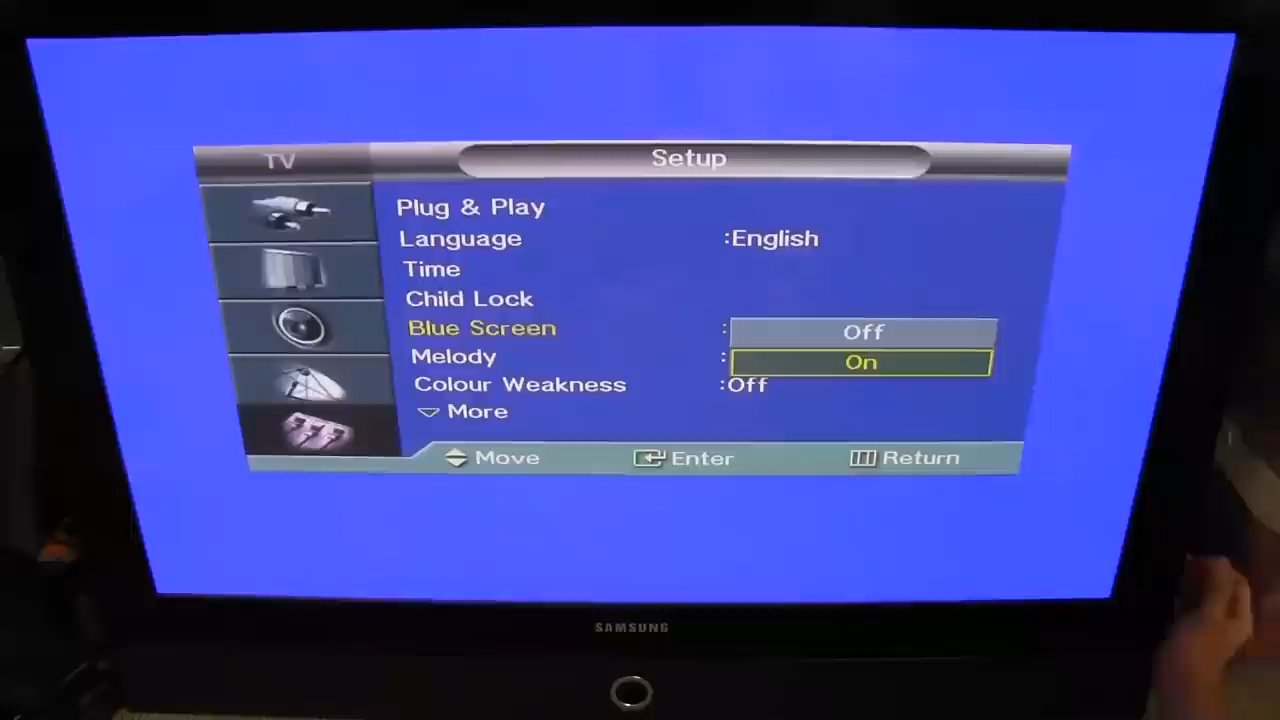 TV Setup
Plug & Play
Language :English
Time
Child Lock
Blue Screen : Off
Melody : On
Colour Weakness :Off
More
Move Enter Return
SAMSUNG